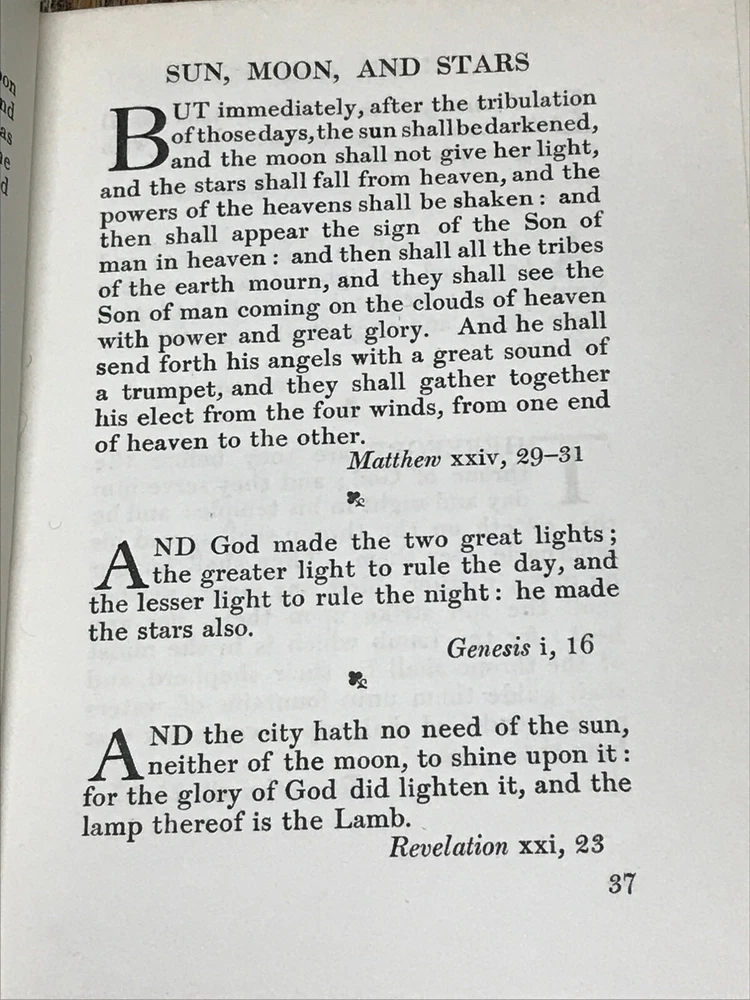 SUN, MOON, AND STARS
BUT immediately, after the tribulation
of those days, the sun shall be darkened,
and the moon shall not give her light,
and the stars shall fall from heaven, and the
powers of the heavens shall be shaken: and
then shall appear the sign of the Son of
man in heaven: and then shall all the tribes
of the earth mourn, and they shall see the
Son of man coming on the clouds of heaven
with power and great glory. And he shall
send forth his angels with a great sound of
a trumpet, and they shall gather together
his elect from the four winds, from one end
of heaven to the other.
Matthew xxiv, 29–31
AND God made the two great lights;
the greater light to rule the day, and
the lesser light to rule the night: he made
the stars also.
Genesis i, 16
AND the city hath no need of the sun,
neither of the moon, to shine upon it:
for the glory of God did lighten it, and the
lamp thereof is the Lamb.
Revelation xxi, 23
37